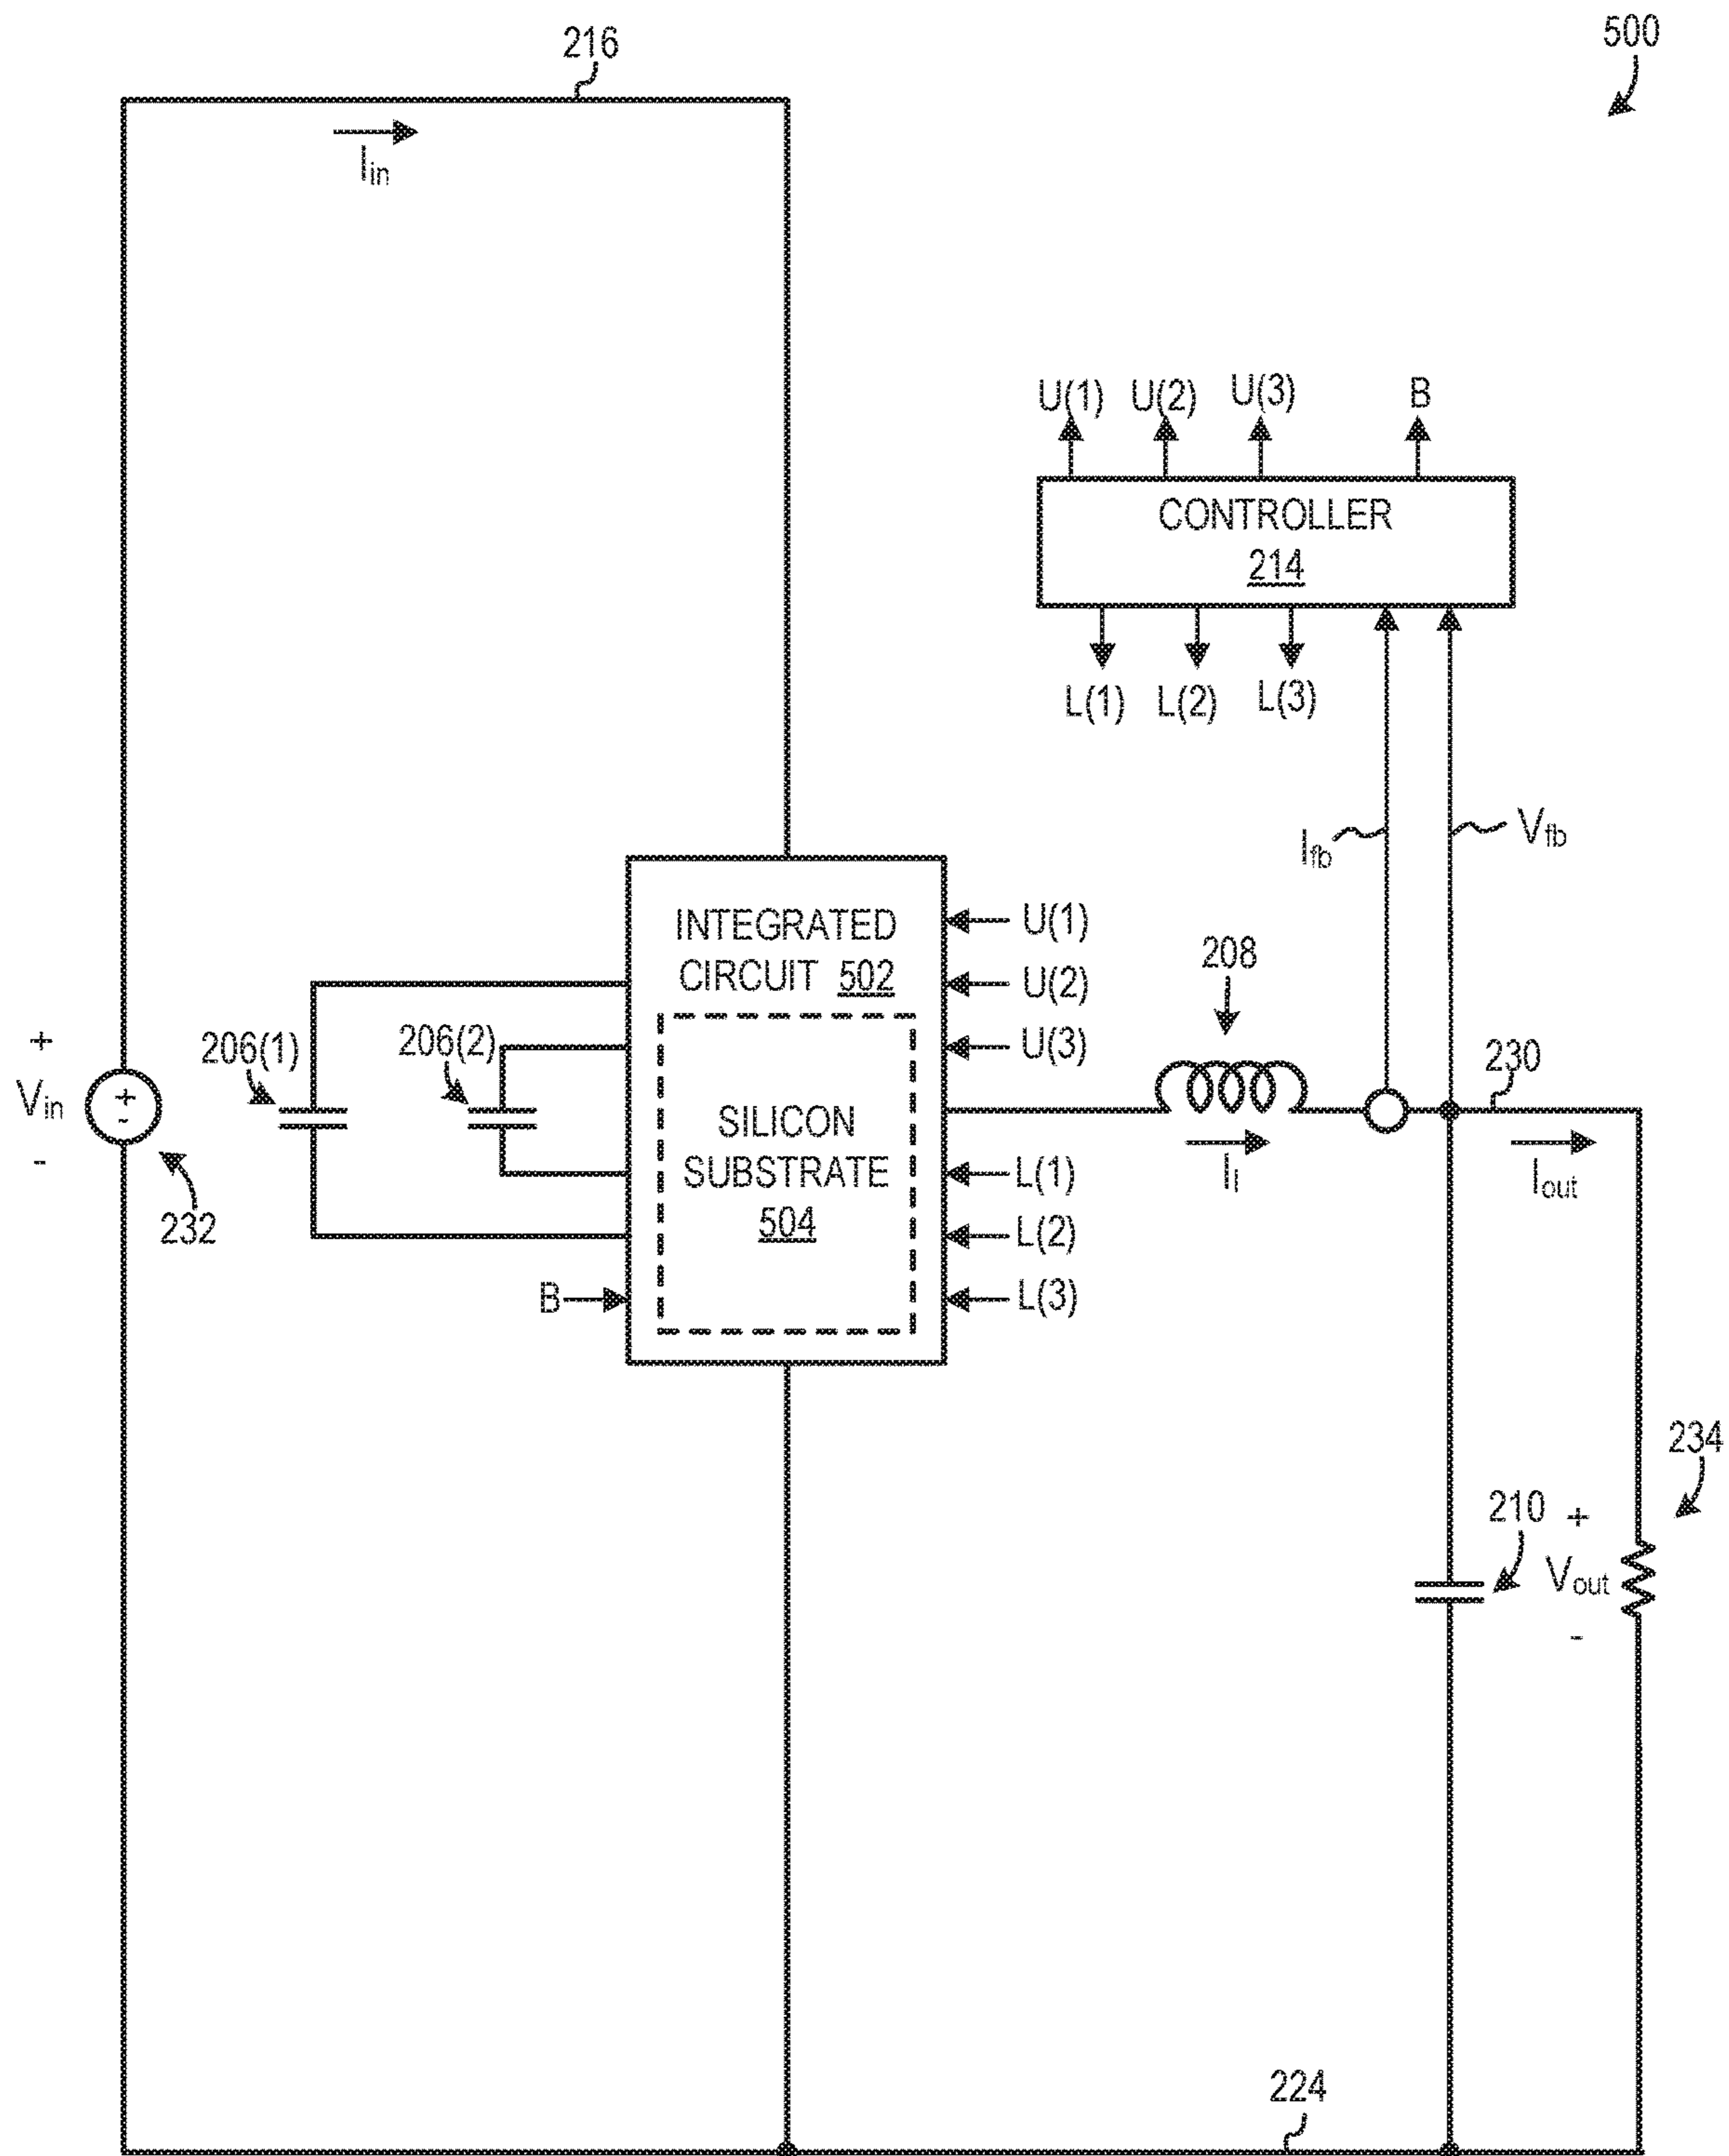 500
216
Iin
U(1) U(2) U(3) B
CONTROLLER
214
L(1) L(2) L(3)
Ifb
Vfb
INTEGRATED
CIRCUIT 502
U(1)
U(2)
U(3)
208
230
206(1)
206(2)
+
Vin
-
+
-
232
SILICON
SUBSTRATE
504
L(1)
L(2)
L(3)
B
Il
Iout
234
210
+
Vout
-
224